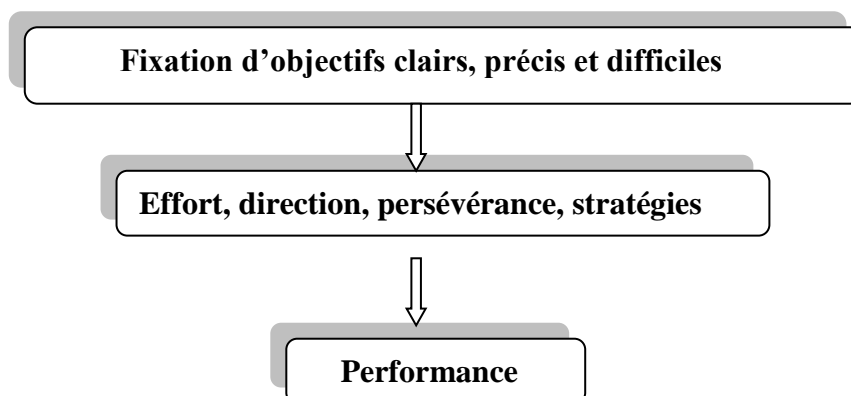 Fixation d’objectifs clairs, précis et difficiles
Effort, direction, persévérance, stratégies
Performance